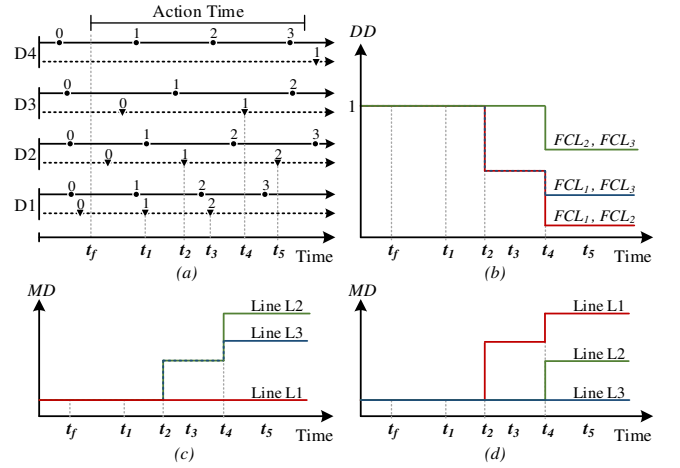 Action Time
0 1 2 3
D4
1
0 1 2
D3
0 1
0 1 2 3
D2
0 1 2
0 1 2 3
D1
0 1 2
t_f t_1 t_2 t_3 t_4 t_5 Time
(a)
DD
1
FCL_2, FCL_3
FCL_1, FCL_3
FCL_1, FCL_2
t_f t_1 t_2 t_3 t_4 t_5 Time
(b)
MD
Line L2
Line L3
Line L1
t_f t_1 t_2 t_3 t_4 t_5 Time
(c)
MD
Line L1
Line L2
Line L3
t_f t_1 t_2 t_3 t_4 t_5 Time
(d)